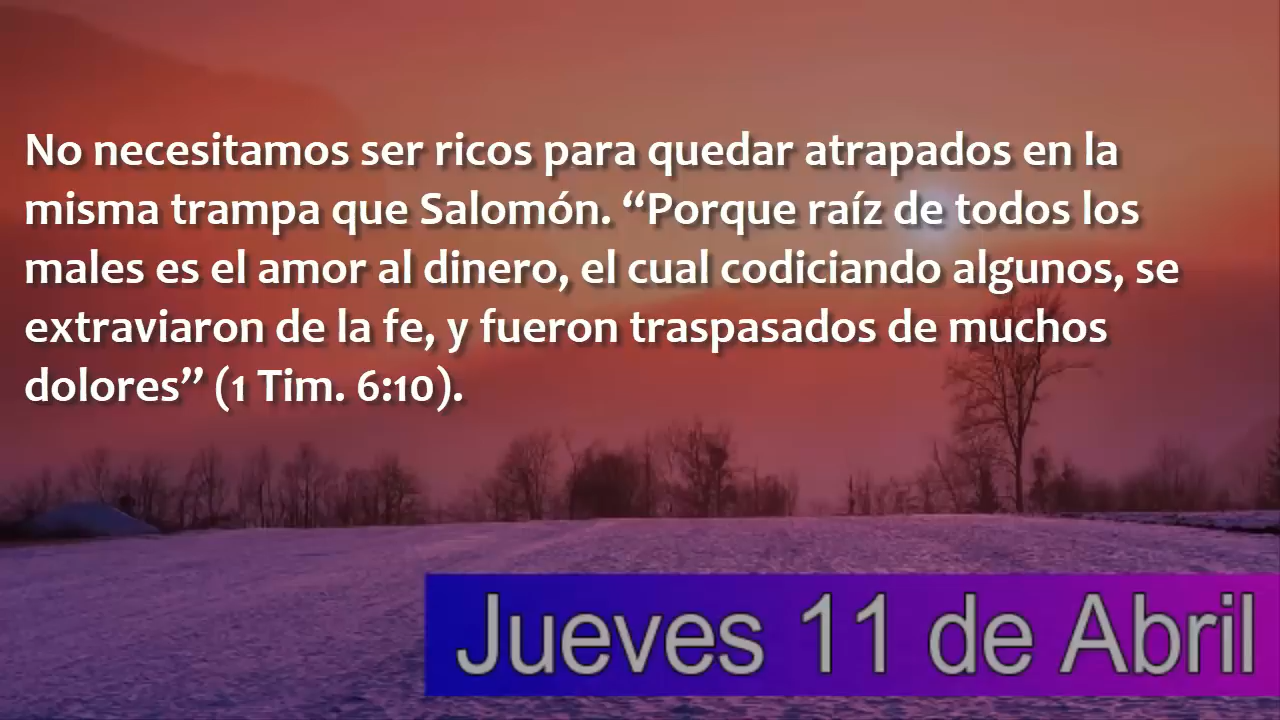 No necesitamos ser ricos para quedar atrapados en la
misma trampa que Salomón. “Porque raíz de todos los
males es el amor al dinero, el cual codiciando algunos, se
extraviaron de la fe, y fueron traspasados de muchos
dolores” (1 Tim. 6:10).
Jueves 11 de Abril